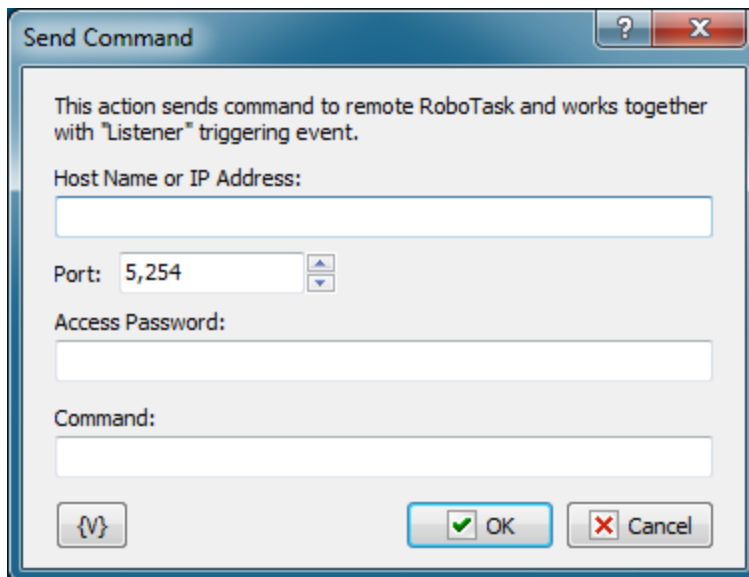 Send Command
?
This action sends command to remote RoboTask and works together
with "Listener" triggering event.
Host Name or IP Address:
Port: 5,254
Access Password:
Command:
{V} OK Cancel